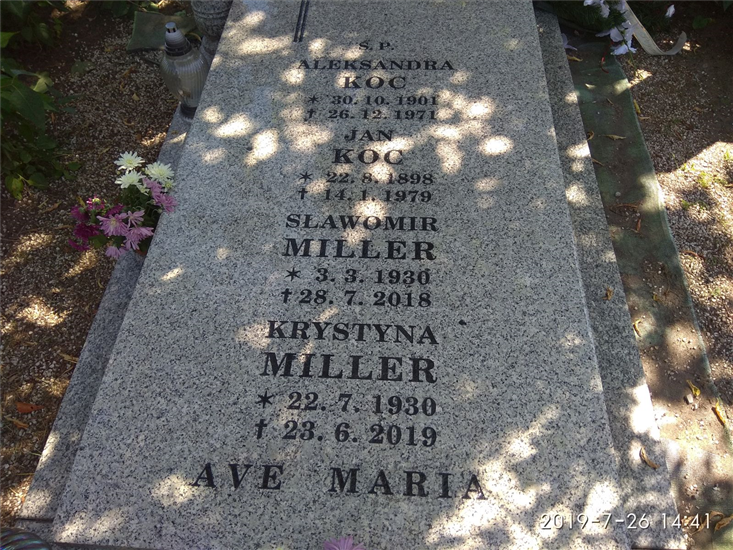 Ś. P.
ALEKSANDRA
KOC
* 30. 10. 1901
† 26. 12. 1971
JAN
KOC
* 22. 8. 1898
† 14. 1. 1979
SŁAWOMIR
MILLER
* 3. 3. 1930
† 28. 7. 2018
KRYSTYNA
MILLER
* 22. 7. 1930
† 23. 6. 2019
AVE MARIA
2019-7-26 14:41